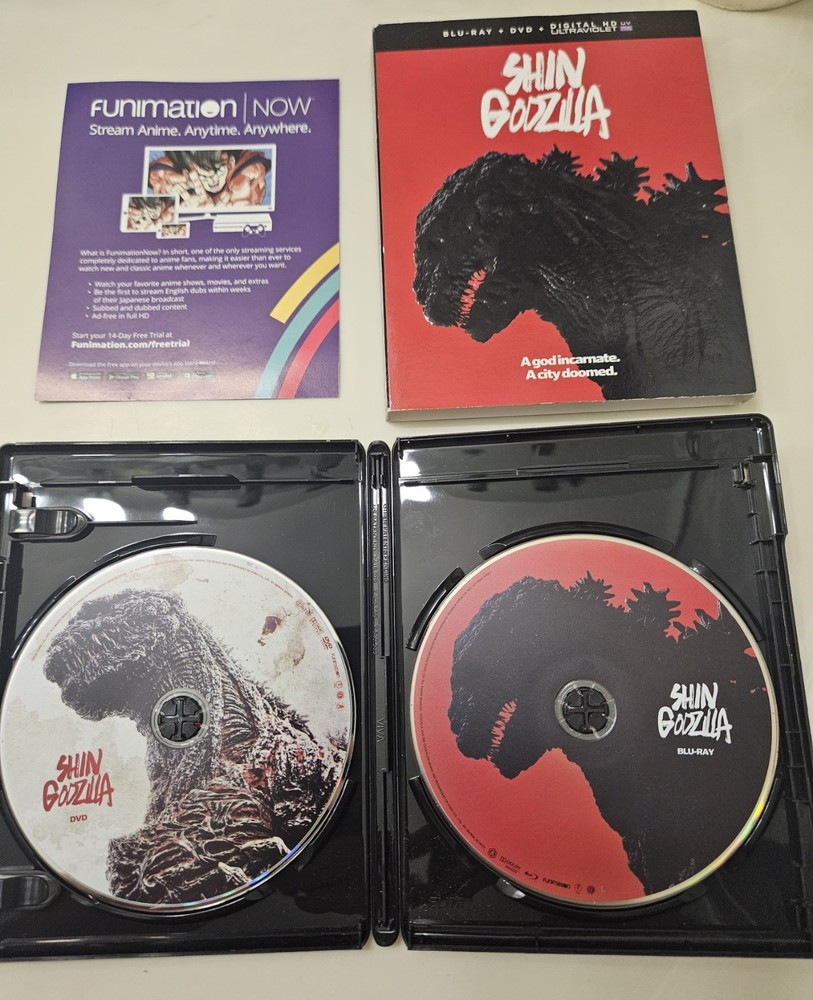 FUNIMATION | NOW
Stream Anime. Anytime. Anywhere.
What is FunimationNow? In short, one of the only streaming services
completely dedicated to anime fans, making it easier than ever to
watch new and classic anime whenever and wherever you want.
• Watch your favorite anime shows, movies, and extras
• Be the first to stream English dubs within weeks
of their Japanese broadcast
• Subbed and dubbed content
• Ad-free in full HD
Start your 14-Day Free Trial at
Funimation.com/freetrial
BLU-RAY + DVD + DIGITAL HD UV
ULTRAVIOLET
SHIN
GODZILLA
A god incarnate.
A city doomed.
SHIN
GODZILLA
DVD
VIVA
SHIN
GODZILLA
BLU-RAY